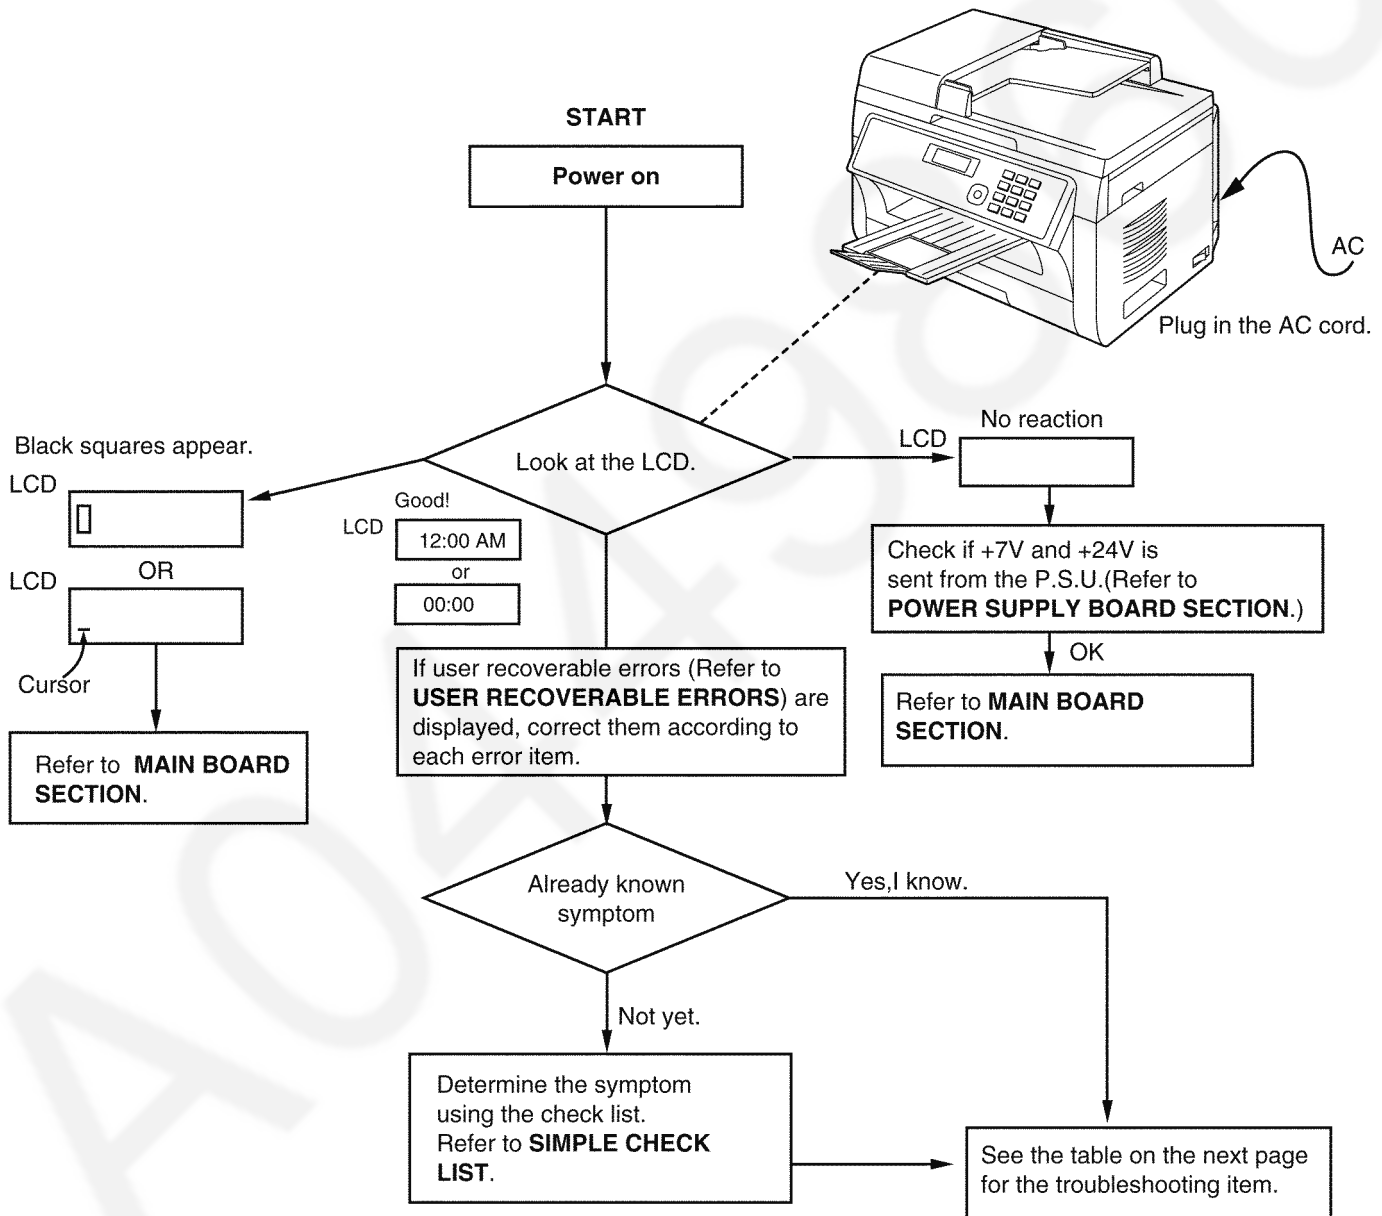 START
Power on
AC
Plug in the AC cord.
Look at the LCD.
Black squares appear.
LCD
OR
LCD
Cursor
Refer to MAIN BOARD
SECTION.
Good!
LCD
12:00 AM
or
00:00
No reaction
LCD
Check if +7V and +24V is
sent from the P.S.U.(Refer to
POWER SUPPLY BOARD SECTION.)
OK
Refer to MAIN BOARD
SECTION.
If user recoverable errors (Refer to
USER RECOVERABLE ERRORS) are
displayed, correct them according to
each error item.
Already known
symptom
Yes,I know.
Not yet.
Determine the symptom
using the check list.
Refer to SIMPLE CHECK
LIST.
See the table on the next page
for the troubleshooting item.